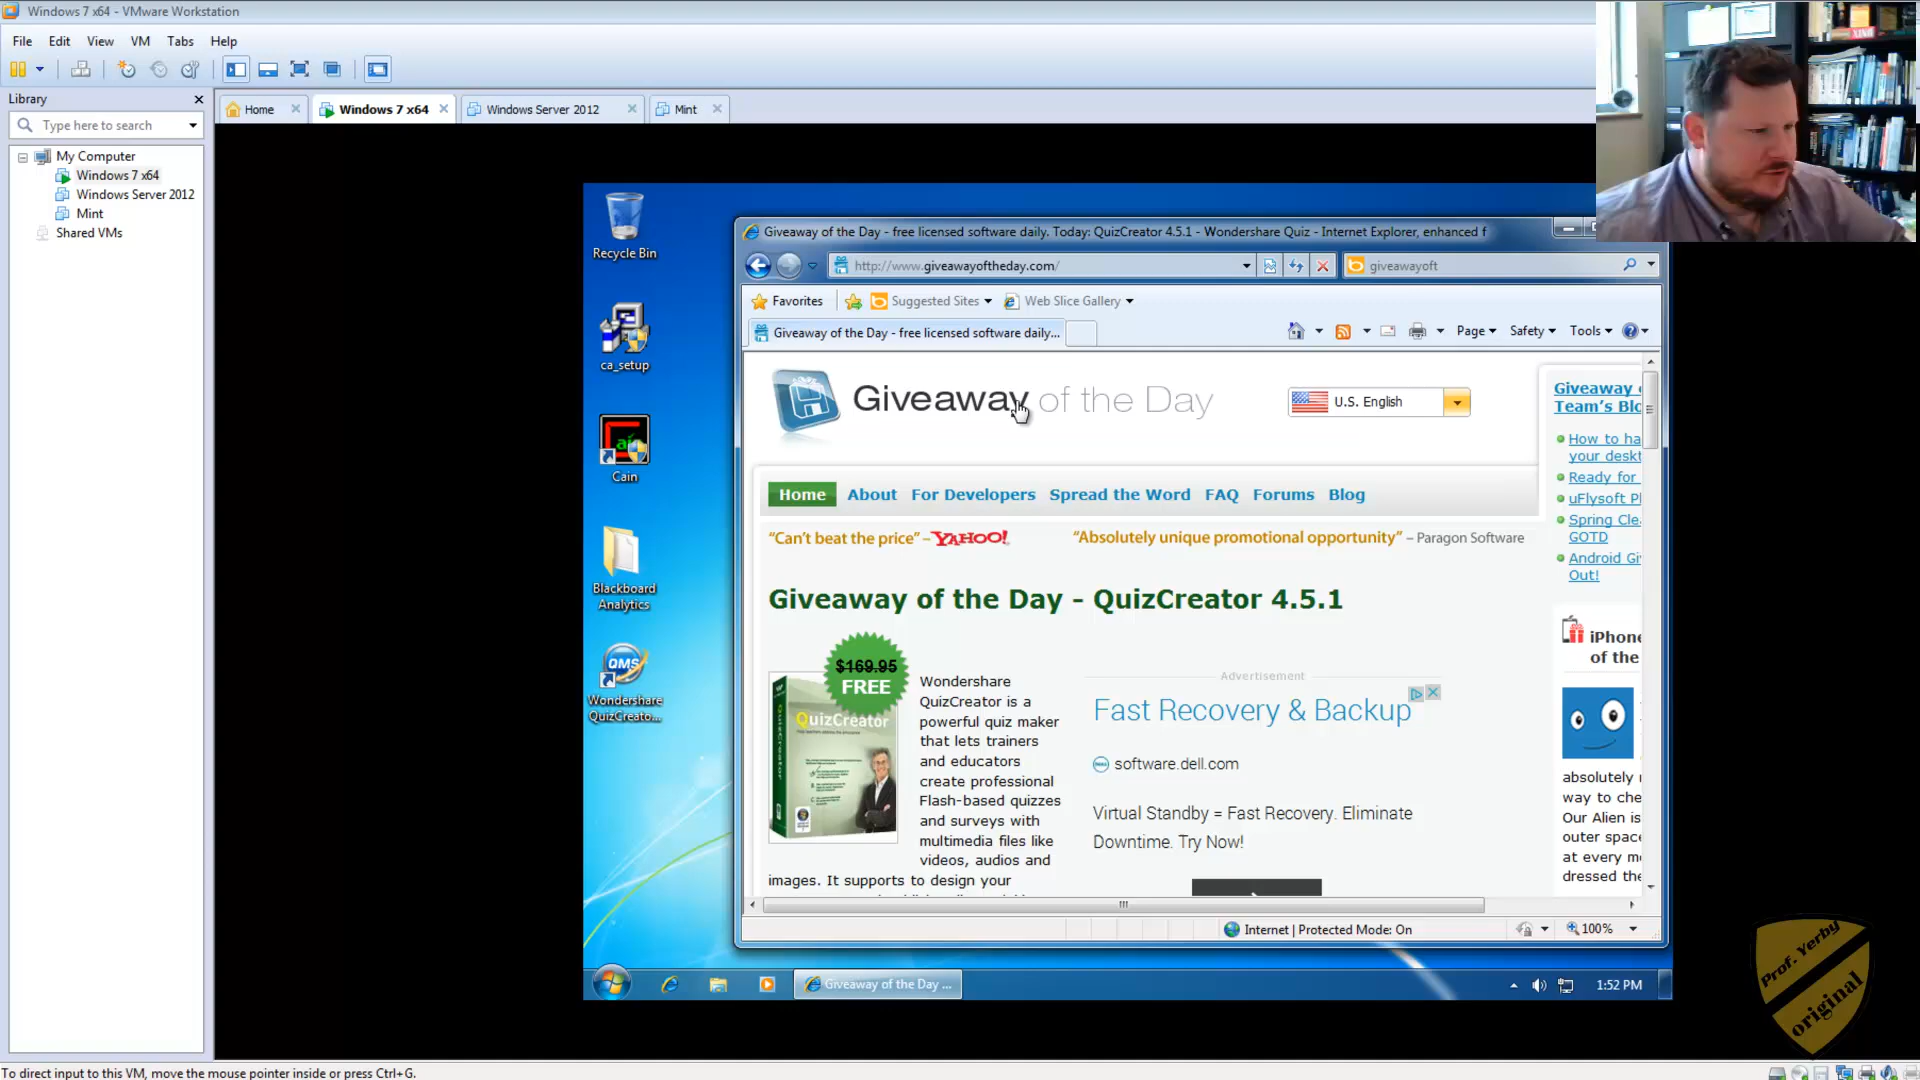 Windows 7 x64 - VMware Workstation
File Edit View VM Tabs Help
Library
Home
Windows 7 x64
Windows Server 2012
Mint
Type here to search
My Computer
Windows 7 x64
Windows Server 2012
Mint
Shared VMs
Recycle Bin
ca_setup
Cain
Blackboard
Analytics
QMS
Wondershare
QuizCreato...
Giveaway of the Day - free licensed software daily. Today: QuizCreator 4.5.1 - Wondershare Quiz - Internet Explorer, enhanced f
http://www.giveawayoftheday.com/
giveawayoft
Favorites
Suggested Sites
Web Slice Gallery
Giveaway of the Day - free licensed software daily...
Page Safety Tools
Giveaway of the Day
U.S. English
Home About For Developers Spread the Word FAQ Forums Blog
“Can’t beat the price” – YAHOO!
“Absolutely unique promotional opportunity” – Paragon Software
Giveaway of the Day - QuizCreator 4.5.1
$169.95
FREE
QuizCreator
Wondershare
QuizCreator is a
powerful quiz maker
that lets trainers
and educators
create professional
Flash-based quizzes
and surveys with
multimedia files like
videos, audios and
images. It supports to design your
Advertisement
Fast Recovery & Backup
software.dell.com
Virtual Standby = Fast Recovery. Eliminate
Downtime. Try Now!
Giveaway
Team’s Blo
How to ha
your deskt
Ready for
uFlysoft Pl
Spring Cle
GOTD
Android Gi
Out!
iPhone
of the
absolutely
way to che
Our Alien is
outer spac
at every m
dressed the
Internet | Protected Mode: On
100%
Giveaway of the Day ...
1:52 PM
Prof. Yerby
original
To direct input to this VM, move the mouse pointer inside or press Ctrl+G.